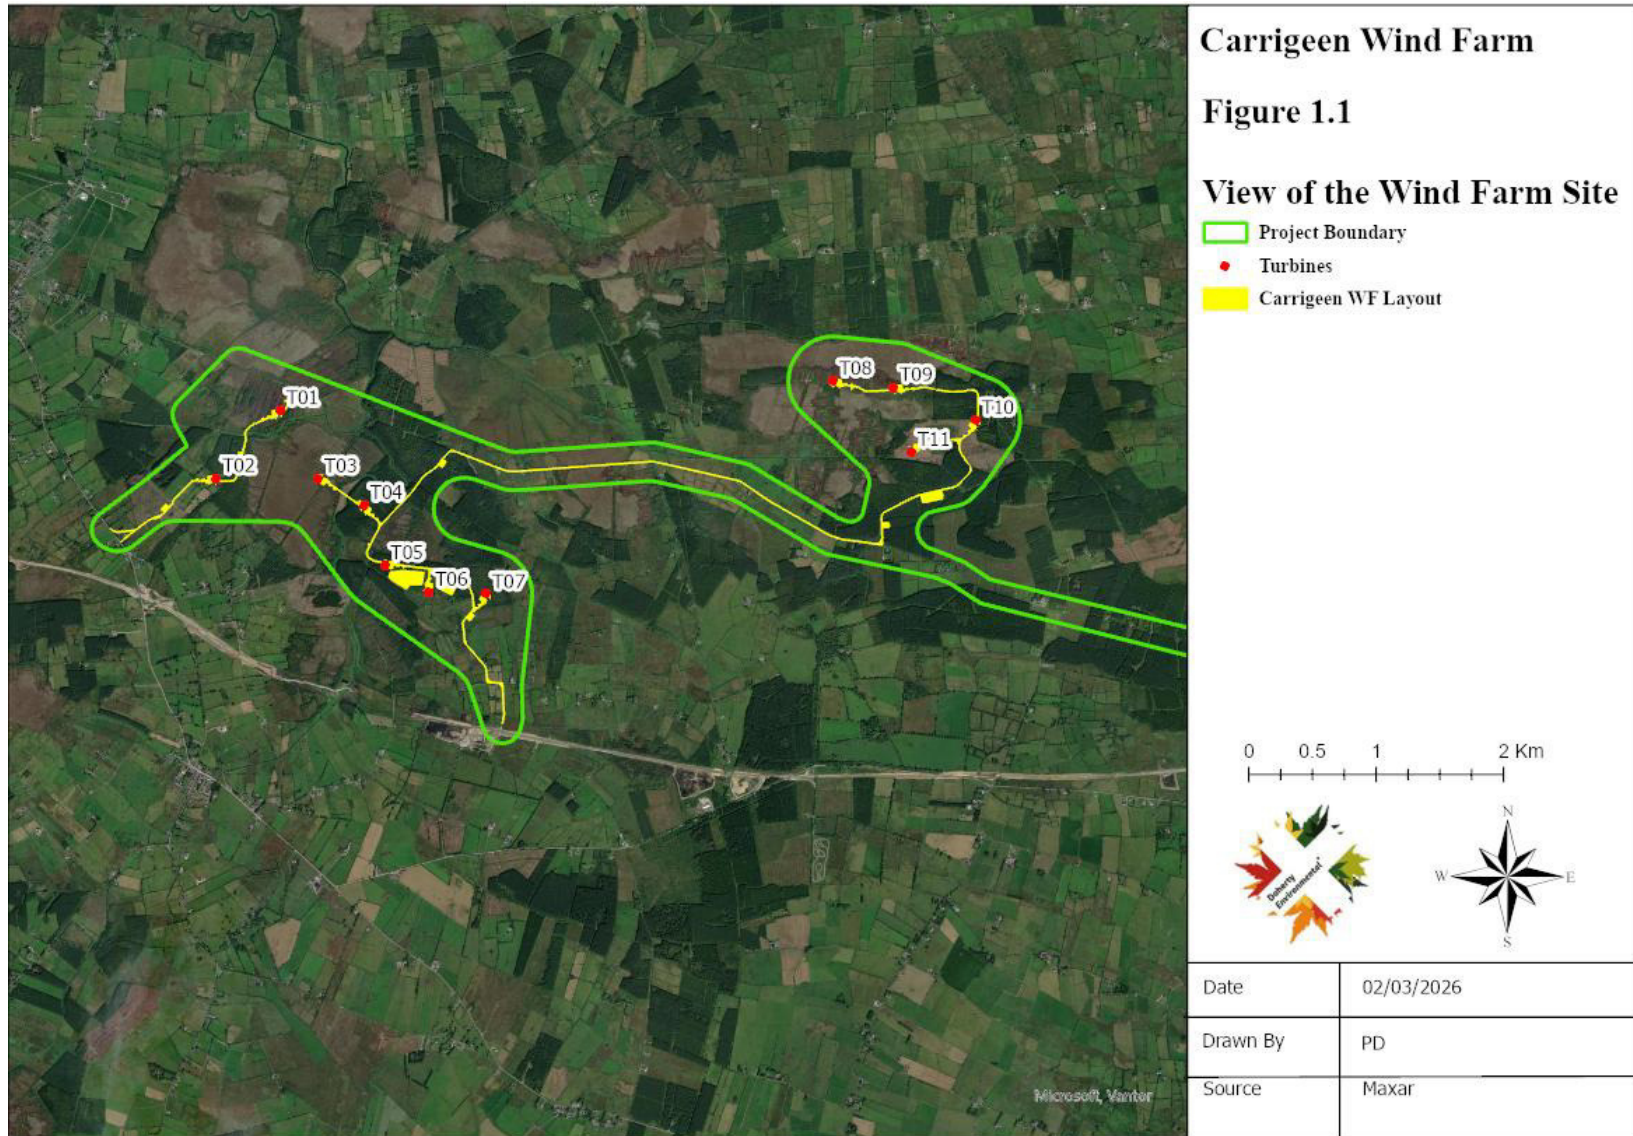 Carrigeen Wind Farm
Figure 1.1
View of the Wind Farm Site
Project Boundary
Turbines
Carrigeen WF Layout
T01
T02
T03
T04
T05
T06
T07
T08
T09
T10
T11
0 0.5 1 2 Km
Doherty
Environmental
N
W E
S
Date 02/03/2026
Drawn By PD
Source Maxar
Microsoft, Vantor